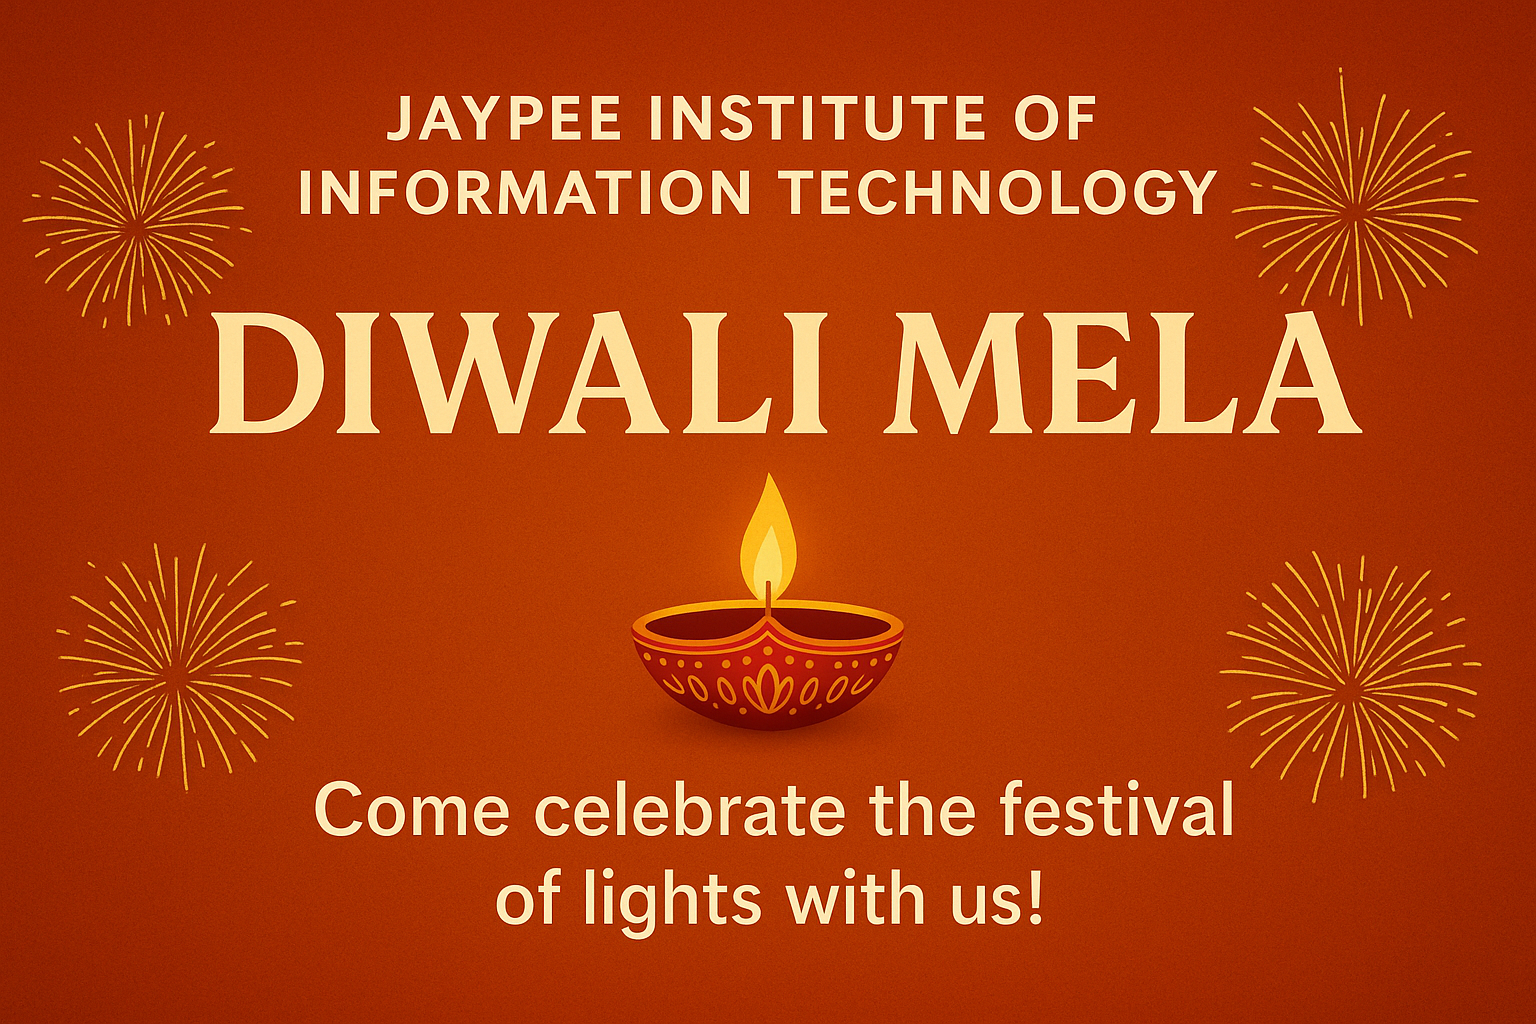 JAYPEE INSTITUTE OF
INFORMATION TECHNOLOGY
DIWALI MELA
Come celebrate the festival
of lights with us!